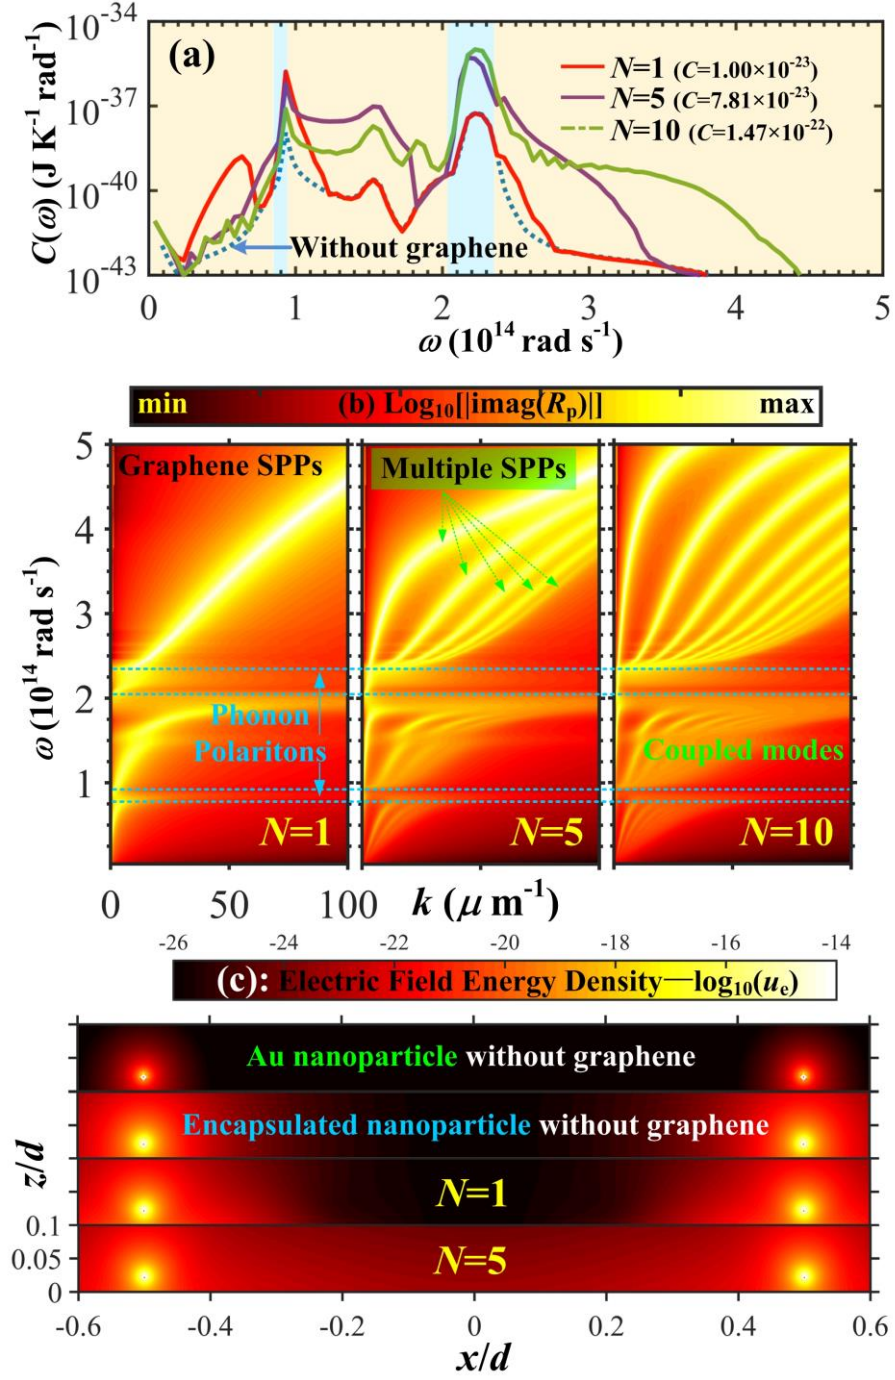 (a)
10⁻³⁴
10⁻³⁷
10⁻⁴⁰
10⁻⁴³
C(ω) (J K⁻¹ rad⁻¹)
N=1 (C=1.00×10⁻²³)
N=5 (C=7.81×10⁻²³)
N=10 (C=1.47×10⁻²²)
Without graphene
0 1 2 3 4 5
ω (10¹⁴ rad s⁻¹)
min (b) Log₁₀[|imag(Rₚ)|] max
5
4
3
2
1
ω (10¹⁴ rad s⁻¹)
Graphene SPPs
Multiple SPPs
Phonon
Polaritons
Coupled modes
N=1 N=5 N=10
0 50 100 k (μ m⁻¹)
-26 -24 -22 -20 -18 -16 -14
(c): Electric Field Energy Density—log₁₀(uₑ)
Au nanoparticle without graphene
Encapsulated nanoparticle without graphene
N=1
N=5
z/d
0.1
0.05
0
-0.6 -0.4 -0.2 0 0.2 0.4 0.6
x/d